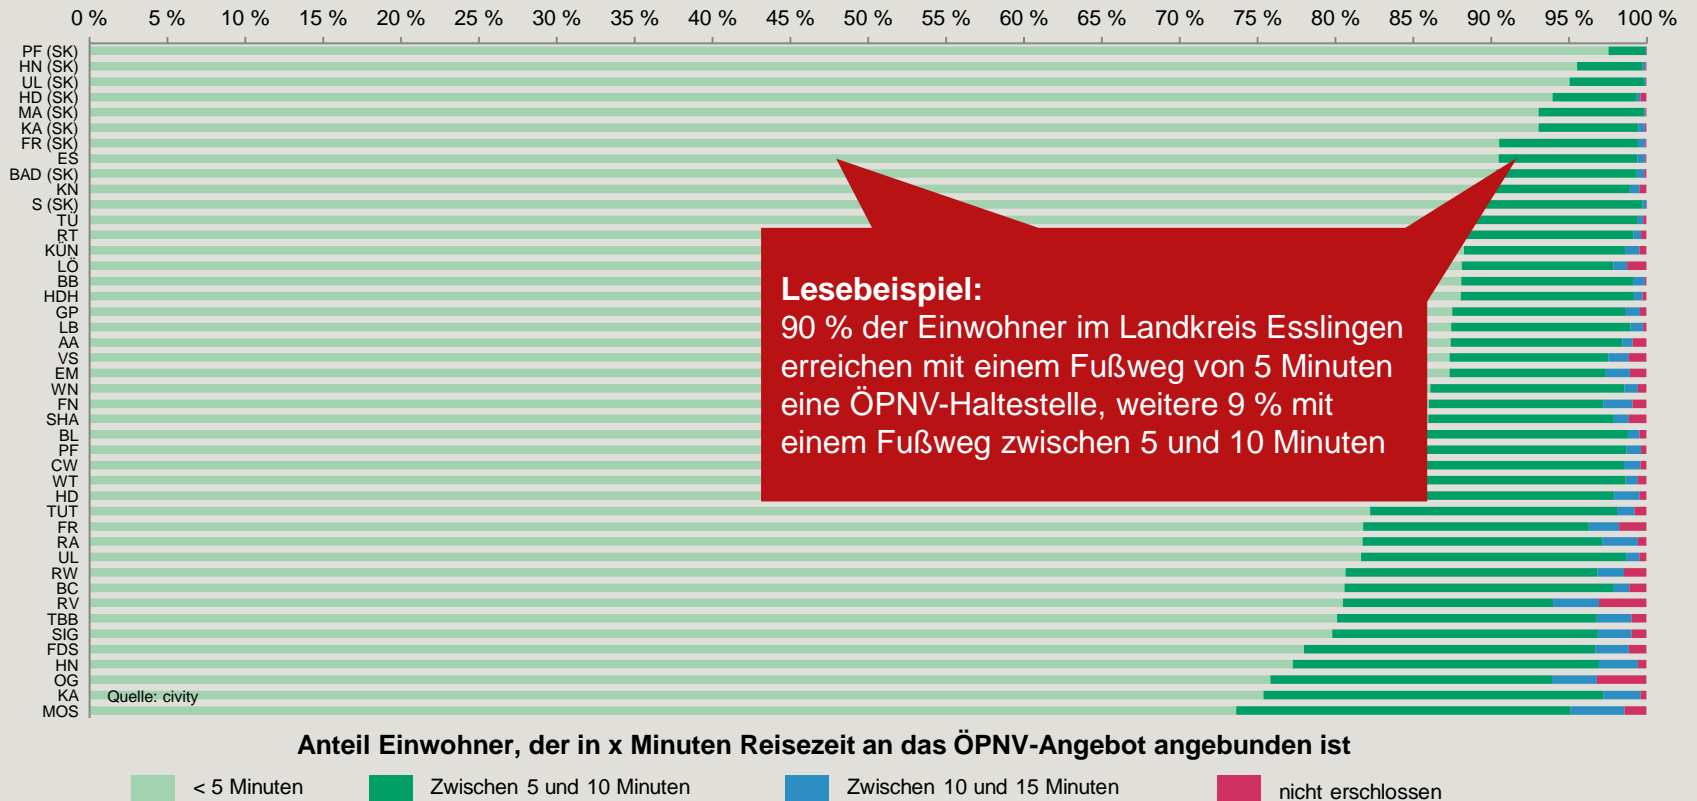 0 % 5 % 10 % 15 % 20 % 25 % 30 % 35 % 40 % 45 % 50 % 55 % 60 % 65 % 70 % 75 % 80 % 85 % 90 % 95 % 100 %
PF (SK)
HN (SK)
UL (SK)
HD (SK)
MA (SK)
KA (SK)
FR (SK)
ES
BAD (SK)
KN
S (SK)
TÜ
RT
KÜN
LÖ
BB
HDH
GP
LB
AA
VS
EM
WN
FN
SHA
BL
PF
CW
WT
HD
TUT
FR
RA
UL
RW
BC
RV
TBB
SIG
FDS
HN
OG
KA
MOS
Lesebeispiel:
90 % der Einwohner im Landkreis Esslingen
erreichen mit einem Fußweg von 5 Minuten
eine ÖPNV-Haltestelle, weitere 9 % mit
einem Fußweg zwischen 5 und 10 Minuten
Quelle: civity
Anteil Einwohner, der in x Minuten Reisezeit an das ÖPNV-Angebot angebunden ist
< 5 Minuten Zwischen 5 und 10 Minuten Zwischen 10 und 15 Minuten nicht erschlossen